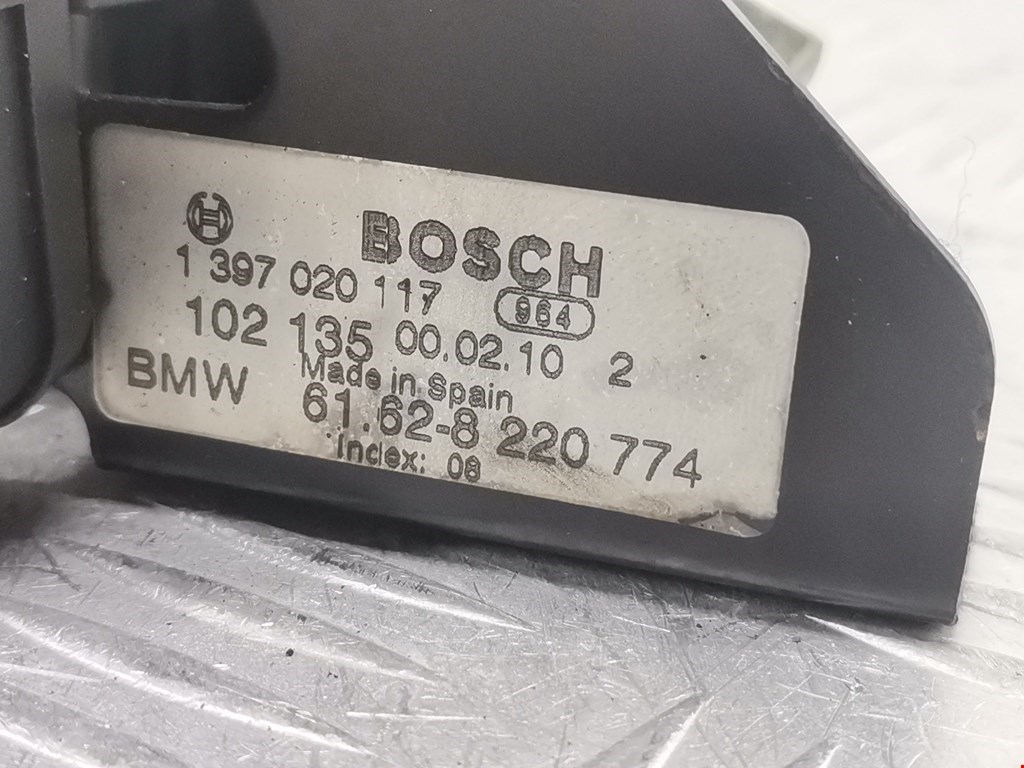 BOSCH
1 397 020 117 964
102 135 00.02.10 2
Made in Spain
BMW 61.62-8 220 774
Index: 08